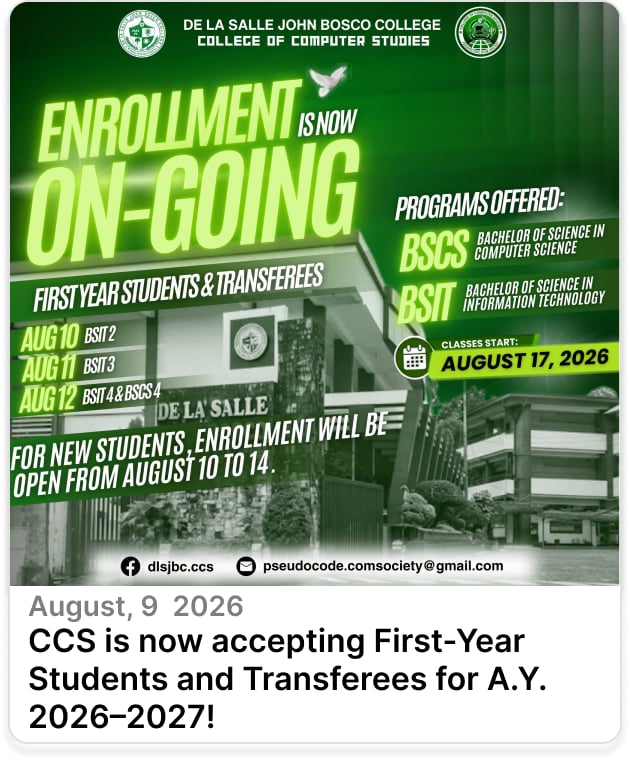 DE LA SALLE JOHN BOSCO COLLEGE
COLLEGE OF COMPUTER STUDIES
ENROLLMENT IS NOW
ON-GOING
FIRST YEAR STUDENTS & TRANSFEREES
AUG 10 BSIT 2
AUG 11 BSIT 3
AUG 12 BSIT 4 & BSCS 4
FOR NEW STUDENTS, ENROLLMENT WILL BE
OPEN FROM AUGUST 10 TO 14.
PROGRAMS OFFERED:
BSCS BACHELOR OF SCIENCE IN
COMPUTER SCIENCE
BSIT BACHELOR OF SCIENCE IN
INFORMATION TECHNOLOGY
CLASSES START:
AUGUST 17, 2026
DE LA SALLE
dlsjbc.ccs
pseudocode.comsociety@gmail.com
August, 9 2026
CCS is now accepting First-Year
Students and Transferees for A.Y.
2026–2027!